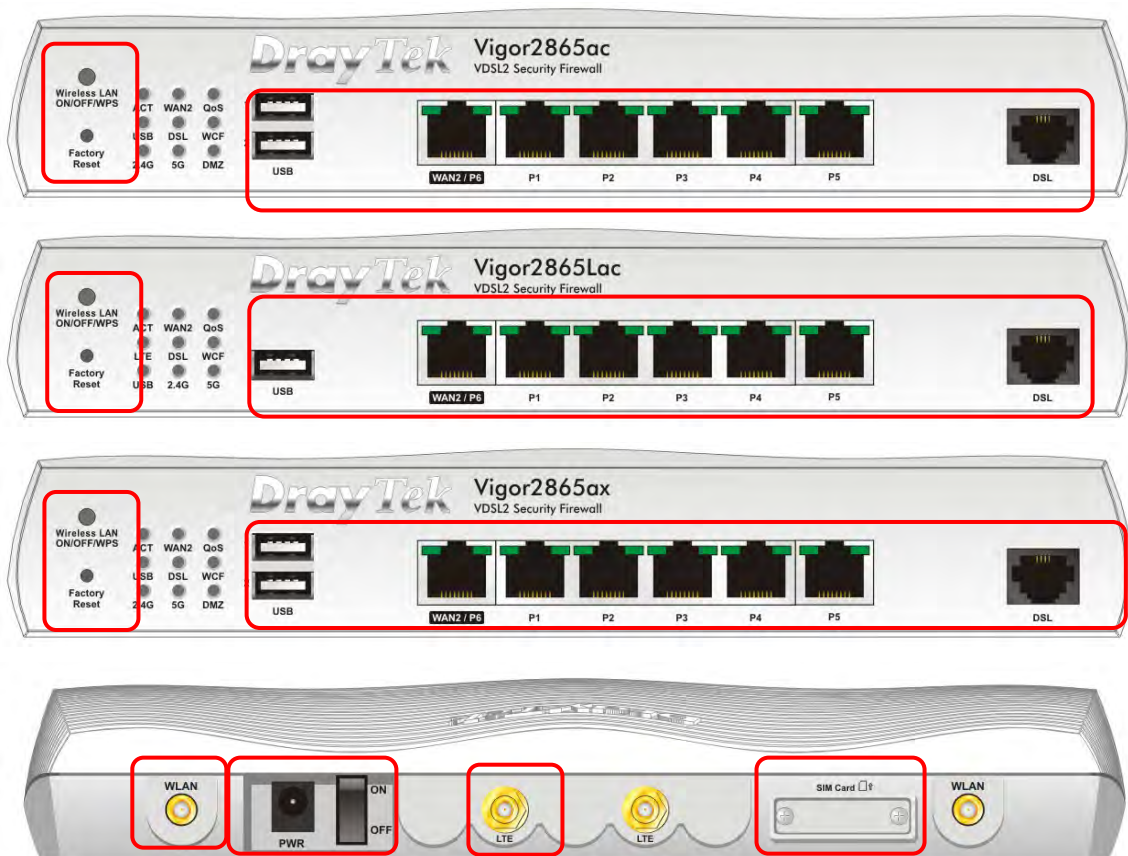 DrayTek Vigor2865ac
VDSL2 Security Firewall
Wireless LAN
ON/OFF/WPS
ACT WAN2 QoS
USB DSL WCF
Factory
Reset
2.4G 5G DMZ
USB
WAN2 / P6 P1 P2 P3 P4 P5 DSL
DrayTek Vigor2865Lac
VDSL2 Security Firewall
Wireless LAN
ON/OFF/WPS
ACT WAN2 QoS
LTE DSL WCF
Factory
Reset
USB 2.4G 5G
USB
WAN2 / P6 P1 P2 P3 P4 P5 DSL
DrayTek Vigor2865ax
VDSL2 Security Firewall
Wireless LAN
ON/OFF/WPS
ACT WAN2 QoS
USB DSL WCF
Factory
Reset
2.4G 5G DMZ
USB
WAN2 / P6 P1 P2 P3 P4 P5 DSL
WLAN
PWR
ON
OFF
LTE
LTE
SIM Card
WLAN